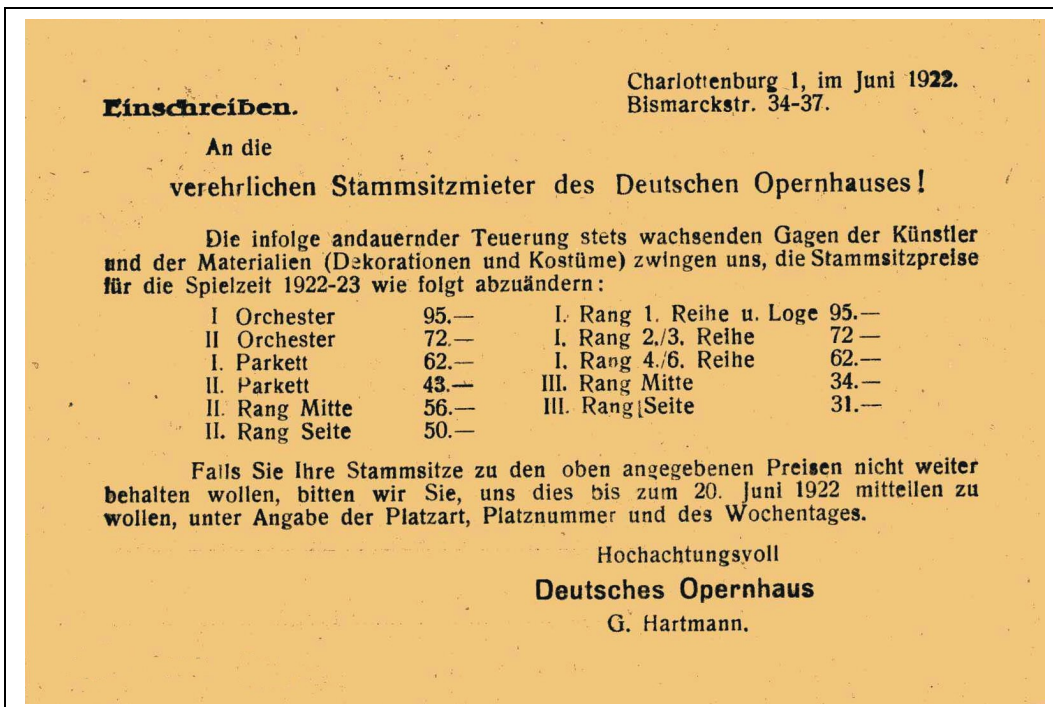 Charlottenburg 1, im Juni 1922.
Einschreiben.
Bismarckstr. 34-37.
An die
verehrlichen Stammsitzmieter des Deutschen Opernhauses!
Die infolge andauernder Teuerung stets wachsenden Gagen der Künstler
und der Materialien (Dekorationen und Kostüme) zwingen uns, die Stammsitzpreise
für die Spielzeit 1922-23 wie folgt abzuändern:
I Orchester 95.— I. Rang 1. Reihe u. Loge 95.—
II Orchester 72.— I. Rang 2./3. Reihe 72 —
I. Parkett 62.— I. Rang 4./6. Reihe 62.—
II. Parkett 43.— III. Rang Mitte 34.—
II. Rang Mitte 56.— III. Rang Seite 31.—
II. Rang Seite 50.—
Falls Sie Ihre Stammsitze zu den oben angegebenen Preisen nicht weiter
behalten wollen, bitten wir Sie, uns dies bis zum 20. Juni 1922 mitteilen zu
wollen, unter Angabe der Platzart, Platznummer und des Wochentages.
Hochachtungsvoll
Deutsches Opernhaus
G. Hartmann.